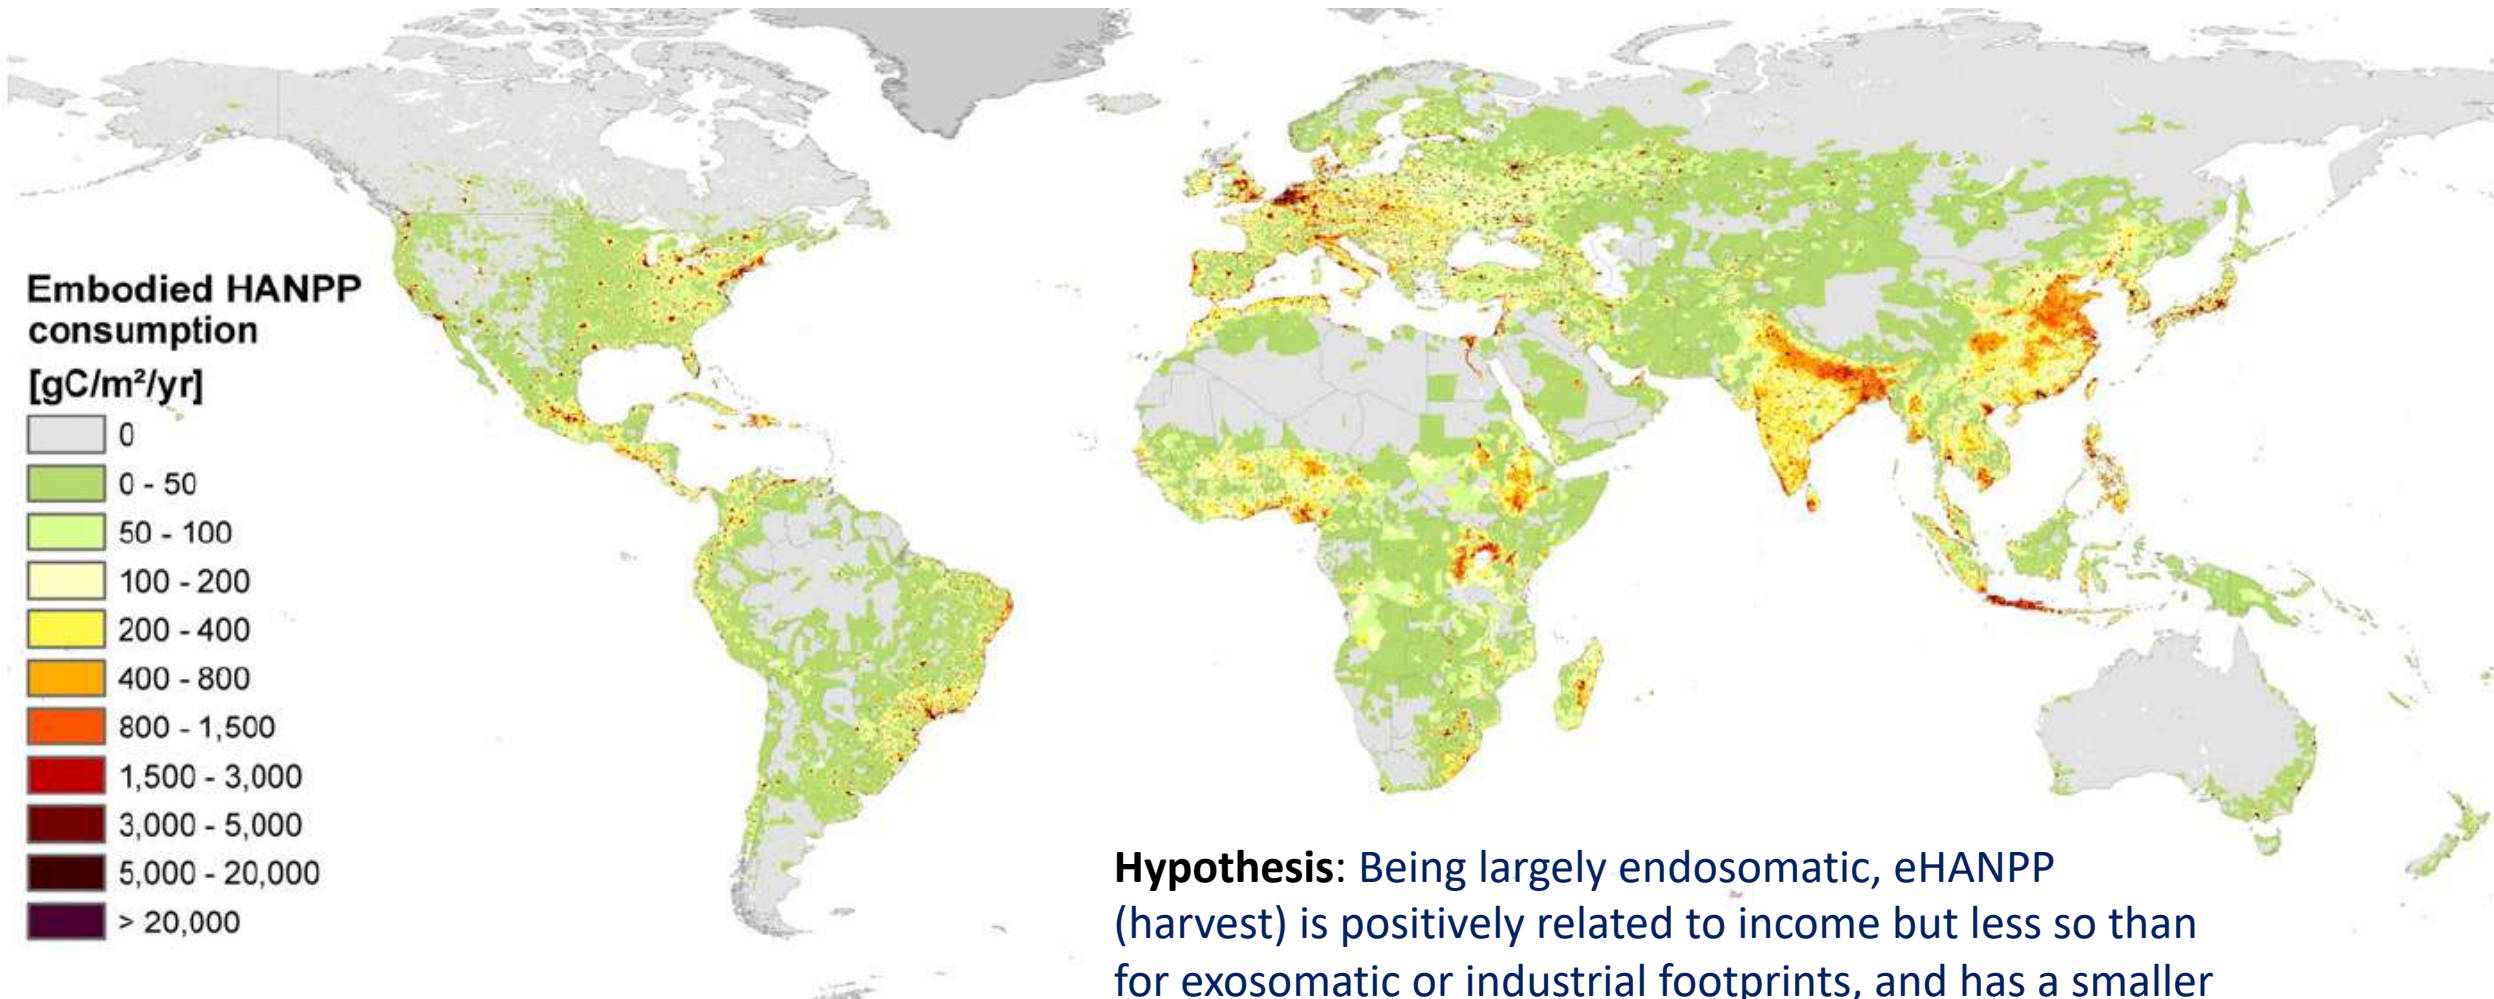 Embodied HANPP
consumption
[gC/m²/yr]
0
0 - 50
50 - 100
100 - 200
200 - 400
400 - 800
800 - 1,500
1,500 - 3,000
3,000 - 5,000
5,000 - 20,000
> 20,000
Hypothesis: Being largely endosomatic, eHANPP
(harvest) is positively related to income but less so than
for exosomatic or industrial footprints, and has a smaller